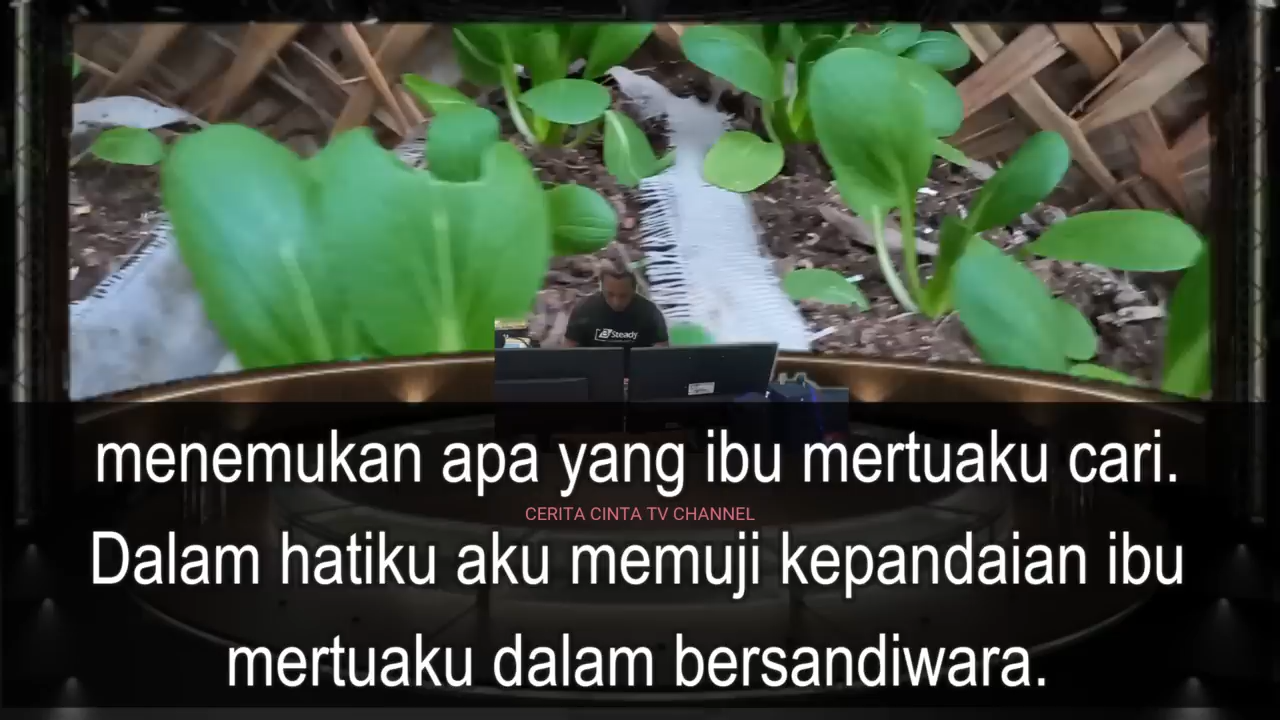 Steady
menemukan apa yang ibu mertuaku cari.
CERITA CINTA TV CHANNEL
Dalam hatiku aku memuji kepandaian ibu
mertuaku dalam bersandiwara.